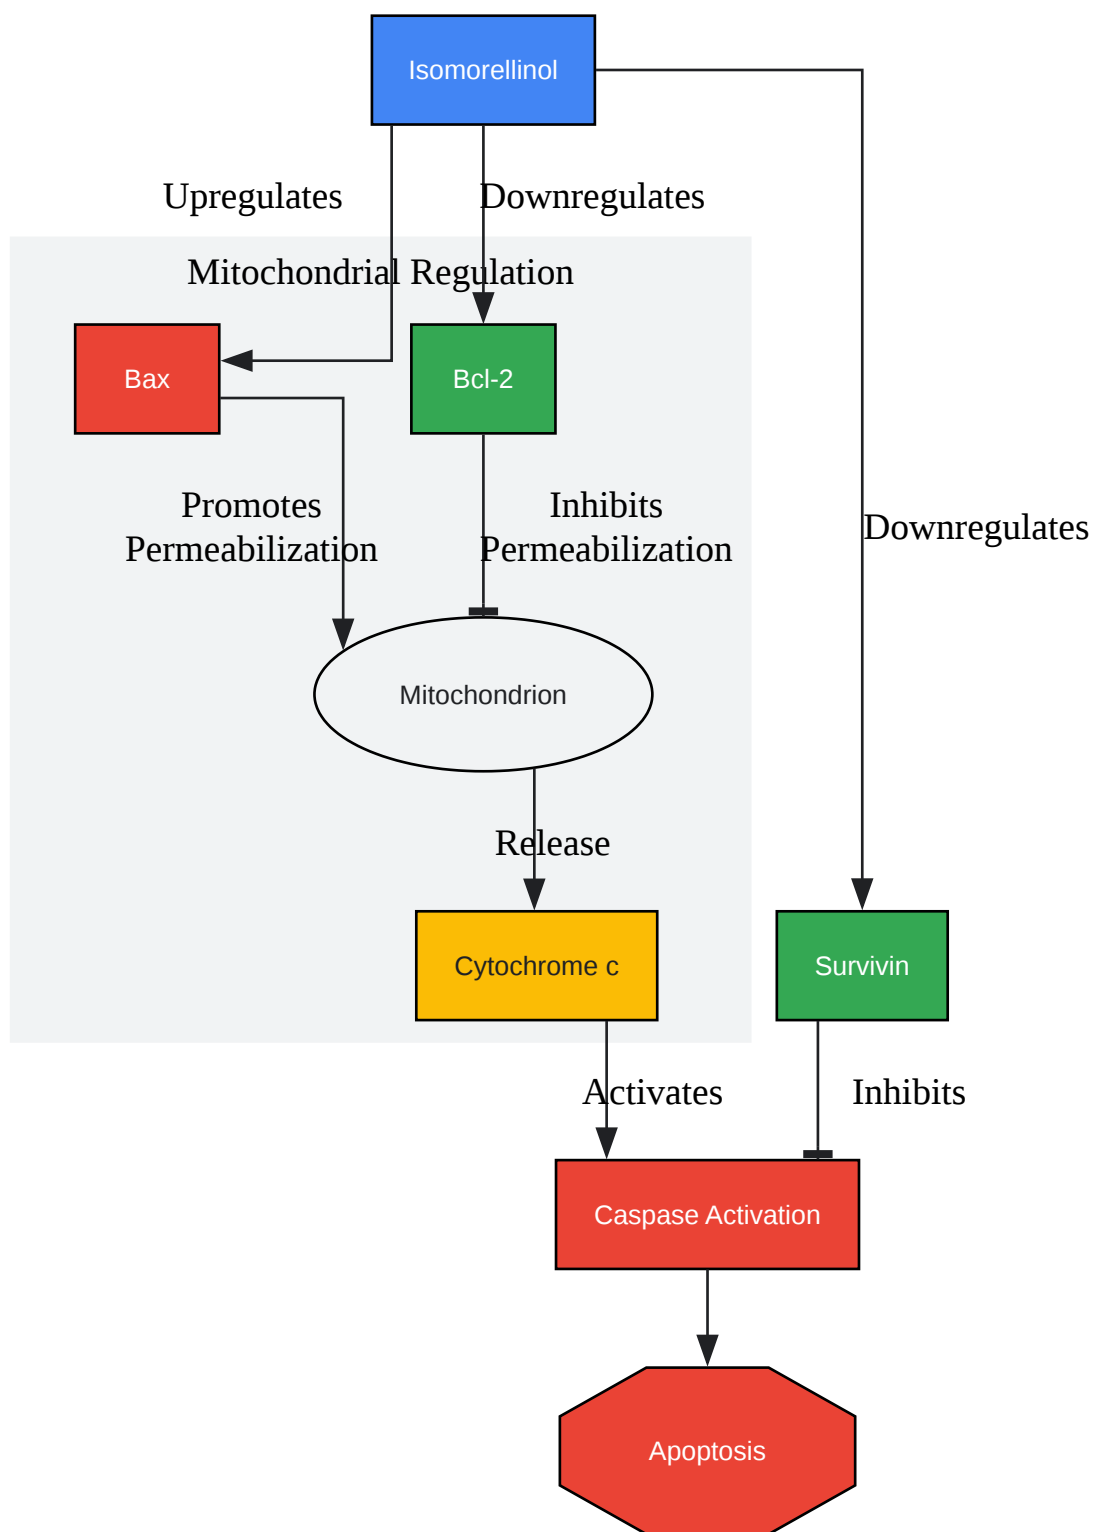 Isomorellinol
Upregulates
Downregulates
Mitochondrial Regulation
Bax
Bcl-2
Promotes
Permeabilization
Inhibits
Permeabilization
Downregulates
Mitochondrion
Release
Cytochrome c
Survivin
Activates
Inhibits
Caspase Activation
Apoptosis